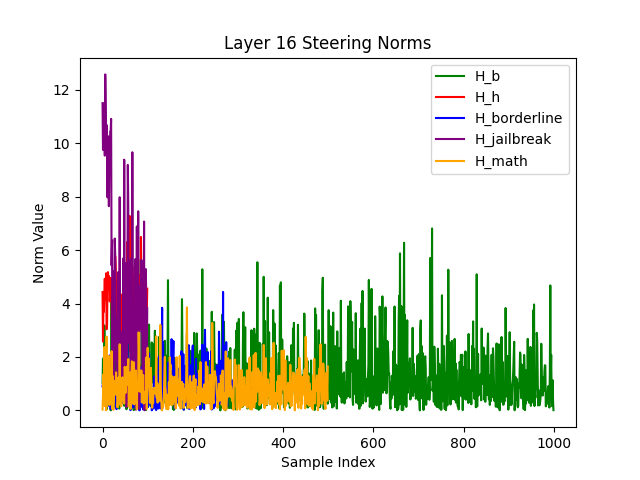 Layer 16 Steering Norms
Norm Value
12
10
8
6
4
2
0
H_b
H_h
H_borderline
H_jailbreak
H_math
0 200 400 600 800 1000
Sample Index